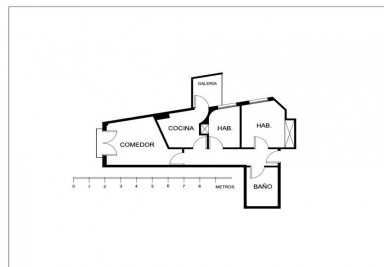 GALERÍA
COCINA
HAB.
HAB.
COMEDOR
BAÑO
0 1 2 3 4 5 6 7 8 METROS